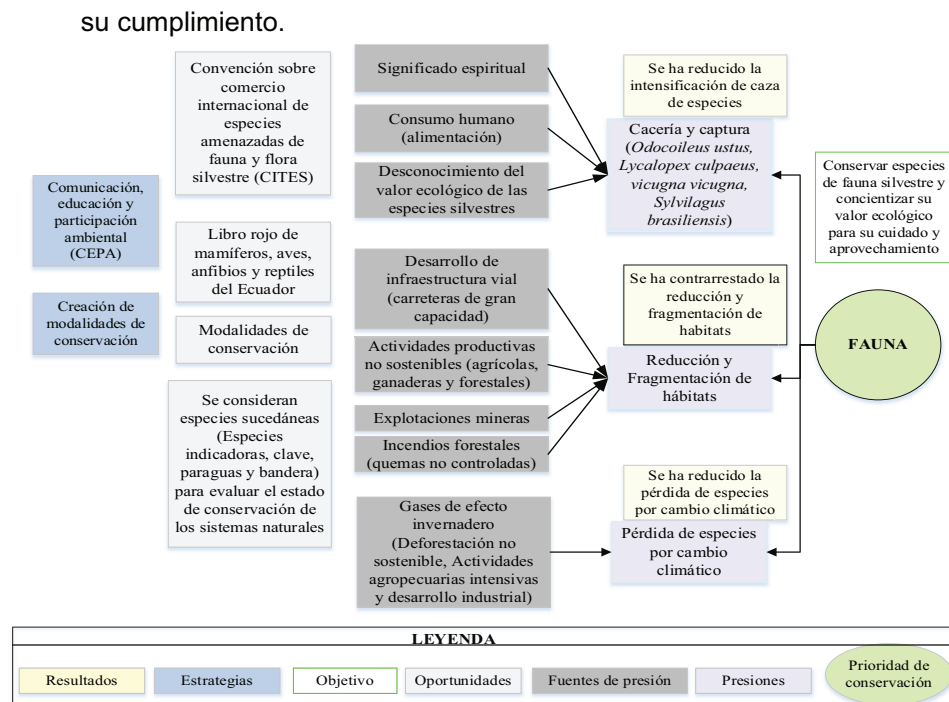 su cumplimiento.
Convención sobre
comercio
internacional de
especies
amenazadas de
fauna y flora
silvestre (CITES)
Comunicación,
educación y
participación
ambiental
(CEPA)
Libro rojo de
mamíferos, aves,
anfibios y reptiles
del Ecuador
Creación de
modalidades de
conservación
Modalidades de
conservación
Se consideran
especies sucedáneas
(Especies
indicadoras, clave,
paraguas y bandera)
para evaluar el estado
de conservación de
los sistemas naturales
Significado espiritual
Consumo humano
(alimentación)
Desconocimiento del
valor ecológico de las
especies silvestres
Desarrollo de
infraestructura vial
(carreteras de gran
capacidad)
Actividades productivas
no sostenibles (agrícolas,
ganaderas y forestales)
Explotaciones mineras
Incendios forestales
(quemas no controladas)
Gases de efecto
invernadero
(Deforestación no
sostenible, Actividades
agropecuarias intensivas
y desarrollo industrial)
Se ha reducido la
intensificación de caza
de especies
Cacería y captura
(Odocoileus ustus,
Lycalopex culpaeus,
vicugna vicugna,
Sylvilagus
brasiliensis)
Se ha contrarrestado la
reducción y
fragmentación de
habitats
Reducción y
Fragmentación de
hábitats
Se ha reducido la
pérdida de especies
por cambio climático
Pérdida de especies
por cambio
climático
Conservar especies
de fauna silvestre y
concientizar su
valor ecológico
para su cuidado y
aprovechamiento
FAUNA
LEYENDA
Resultados
Estrategias
Objetivo
Oportunidades
Fuentes de presión
Presiones
Prioridad de
conservación